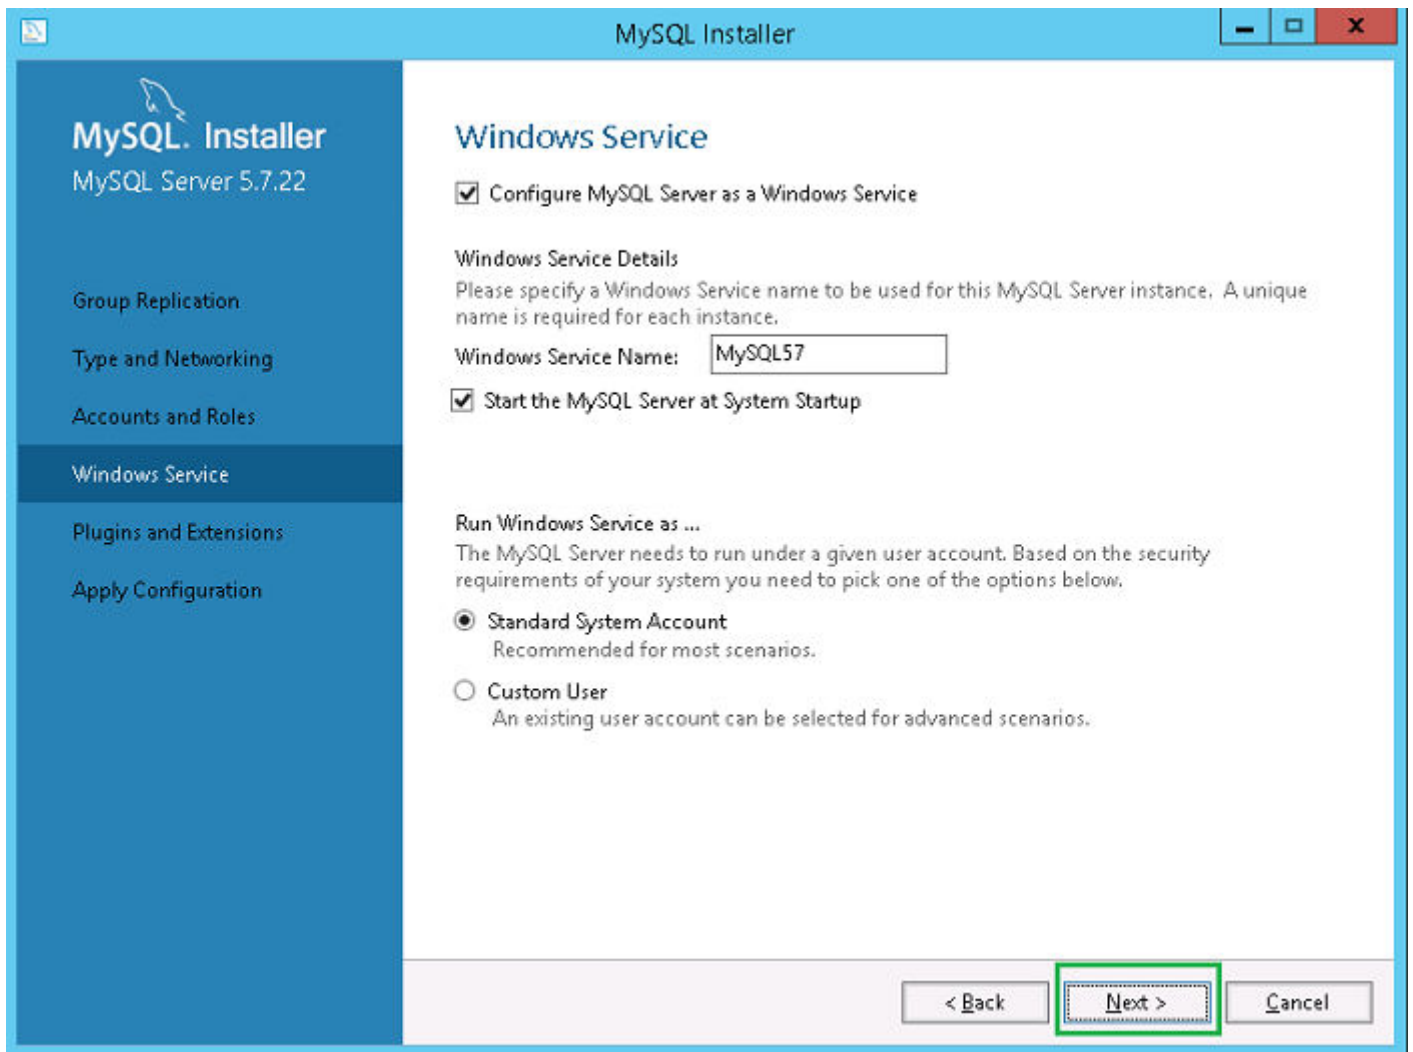 MySQL Installer
MySQL. Installer
MySQL Server 5.7.22
Group Replication
Type and Networking
Accounts and Roles
Windows Service
Plugins and Extensions
Apply Configuration
Windows Service
Configure MySQL Server as a Windows Service
Windows Service Details
Please specify a Windows Service name to be used for this MySQL Server instance. A unique
name is required for each instance.
Windows Service Name: MySQL57
Start the MySQL Server at System Startup
Run Windows Service as ...
The MySQL Server needs to run under a given user account. Based on the security
requirements of your system you need to pick one of the options below.
Standard System Account
Recommended for most scenarios.
Custom User
An existing user account can be selected for advanced scenarios.
< Back Next > Cancel